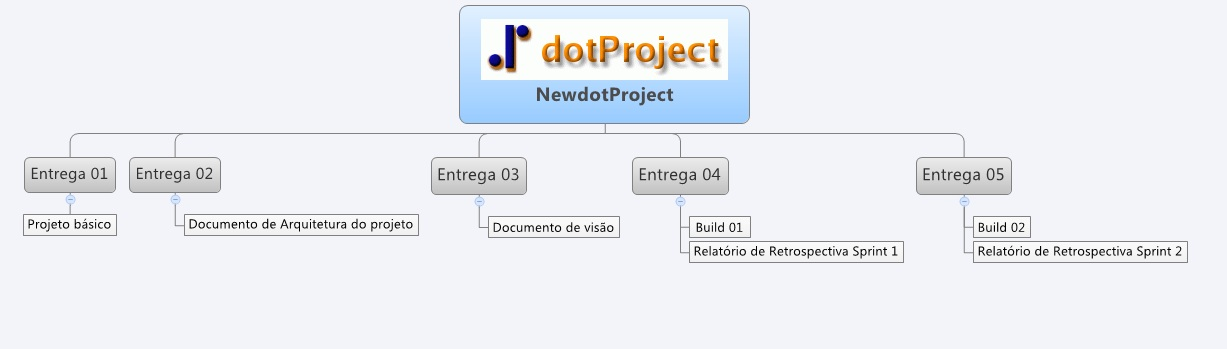 dotProject
NewdotProject
Entrega 01
Entrega 02
Entrega 03
Entrega 04
Entrega 05
Projeto básico
Documento de Arquitetura do projeto
Documento de visão
Build 01
Relatório de Retrospectiva Sprint 1
Build 02
Relatório de Retrospectiva Sprint 2